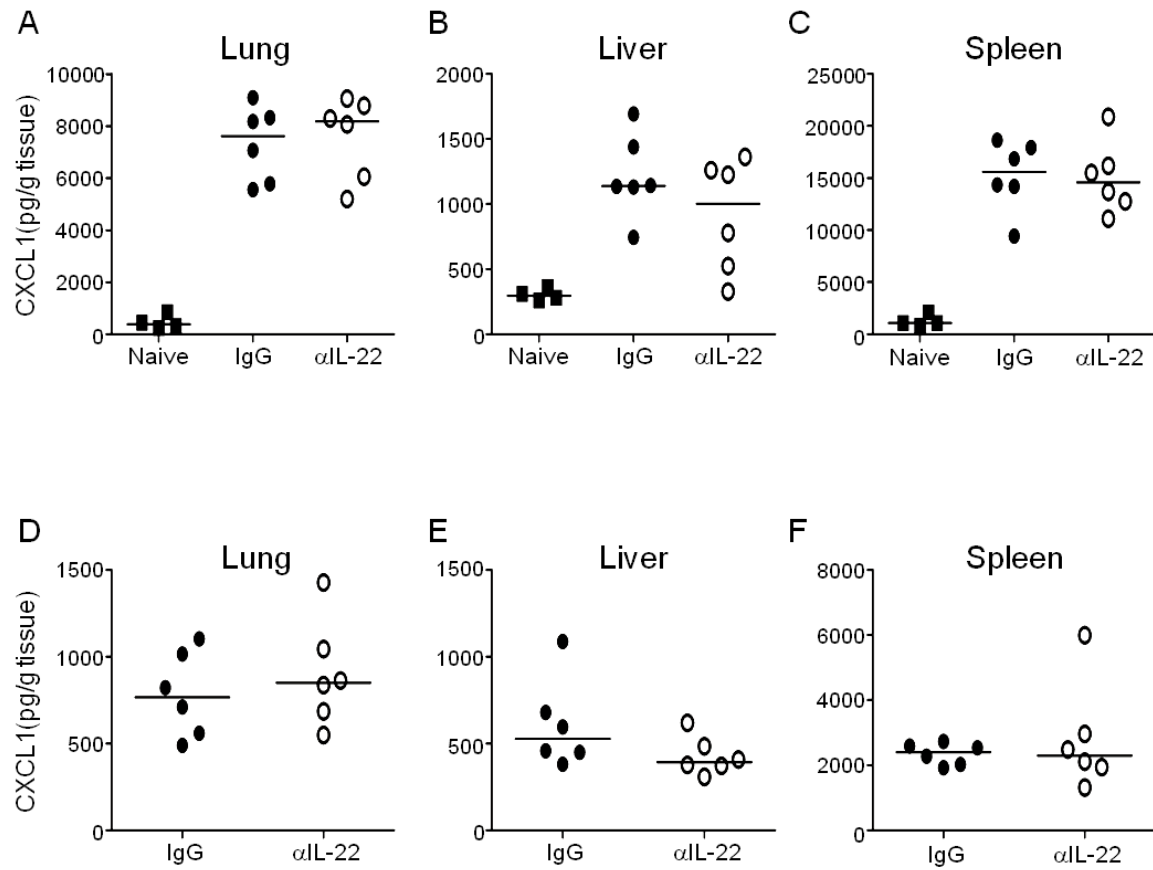 A
Lung
CXCL1(pg/g tissue)
10000
8000
6000
4000
2000
0
Naive IgG αIL-22
B
Liver
2000
1500
1000
500
0
Naive IgG αIL-22
C
Spleen
25000
20000
15000
10000
5000
0
Naive IgG αIL-22
D
Lung
CXCL1(pg/g tissue)
1500
1000
500
0
IgG αIL-22
E
Liver
1500
1000
500
0
IgG αIL-22
F
Spleen
8000
6000
4000
2000
0
IgG αIL-22